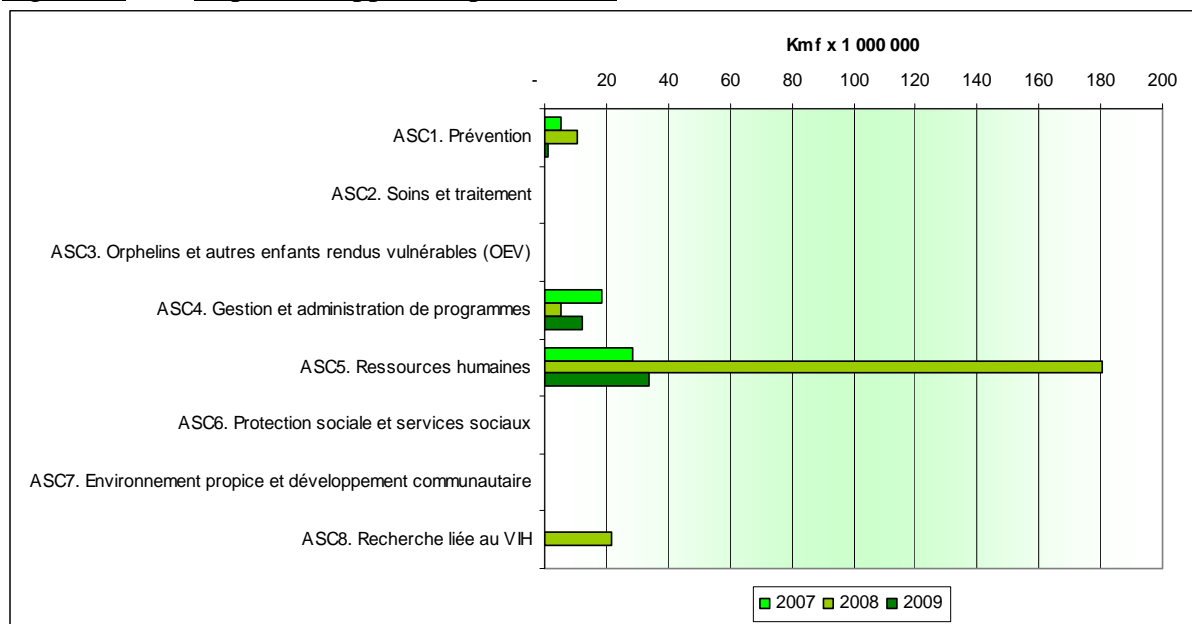 Kmf x 1 000 000
- 20 40 60 80 100 120 140 160 180 200
ASC1. Prévention
ASC2. Soins et traitement
ASC3. Orphelins et autres enfants rendus vulnérables (OEV)
ASC4. Gestion et administration de programmes
ASC5. Ressources humaines
ASC6. Protection sociale et services sociaux
ASC7. Environnement propice et développement communautaire
ASC8. Recherche liée au VIH
2007 2008 2009